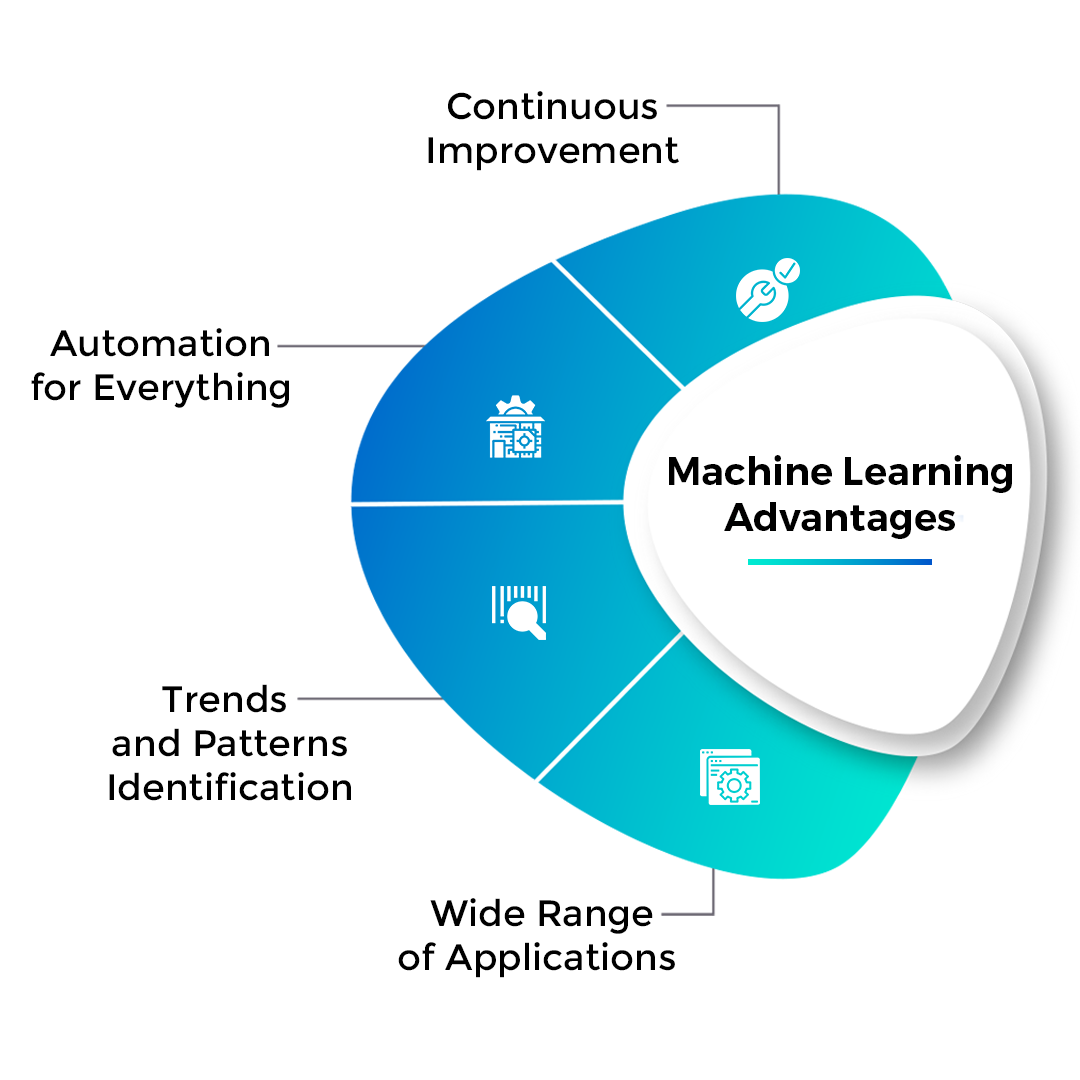 Continuous
Improvement
Automation
for Everything
Machine Learning
Advantages
Trends
and Patterns
Identification
Wide Range
of Applications